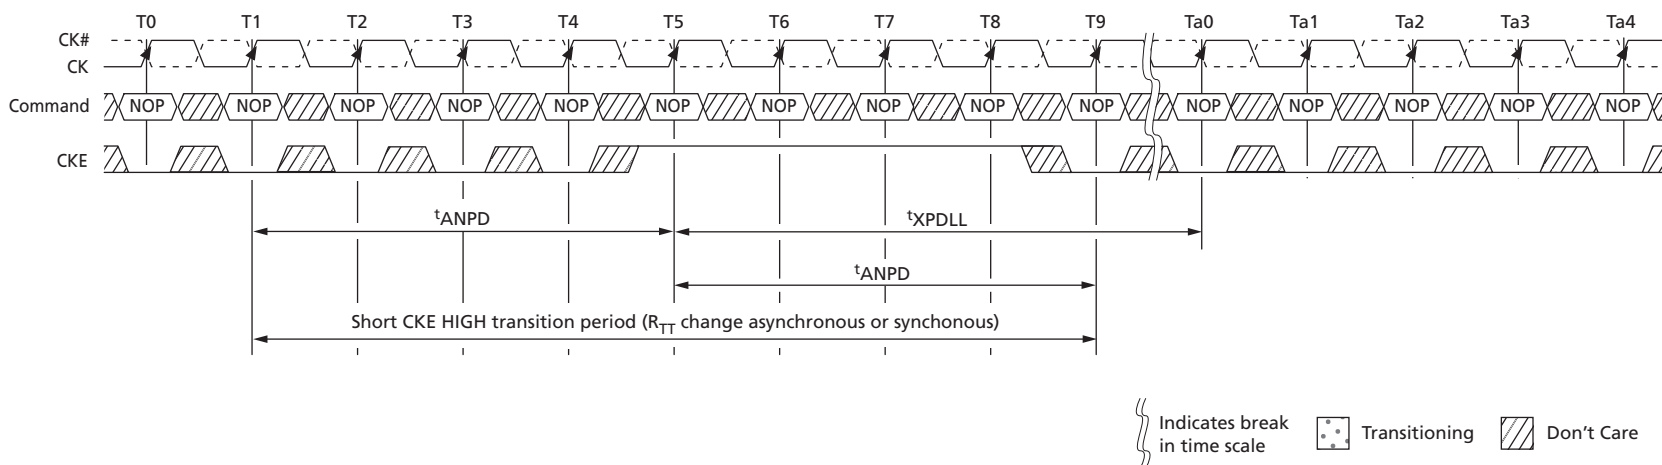 T0 T1 T2 T3 T4 T5 T6 T7 T8 T9 Ta0 Ta1 Ta2 Ta3 Ta4
CK#
CK
Command NOP NOP NOP NOP NOP NOP NOP NOP NOP NOP NOP NOP NOP NOP NOP
CKE
tANPD tXPDLL
tANPD
Short CKE HIGH transition period (RTT change asynchronous or synchonous)
Indicates break
in time scale
Transitioning
Don't Care